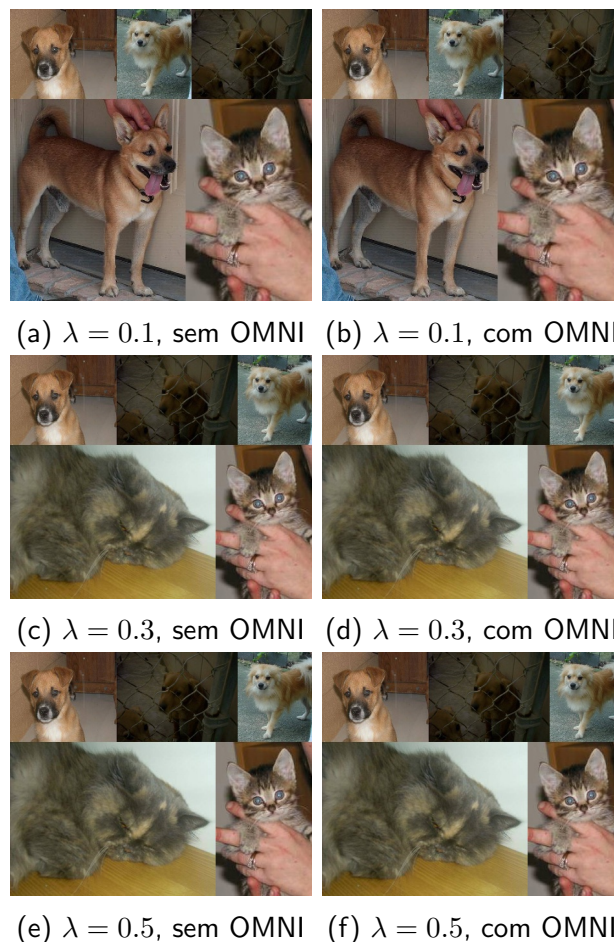 (a) λ = 0.1, sem OMNI (b) λ = 0.1, com OMNI
(c) λ = 0.3, sem OMNI (d) λ = 0.3, com OMNI
(e) λ = 0.5, sem OMNI (f) λ = 0.5, com OMNI